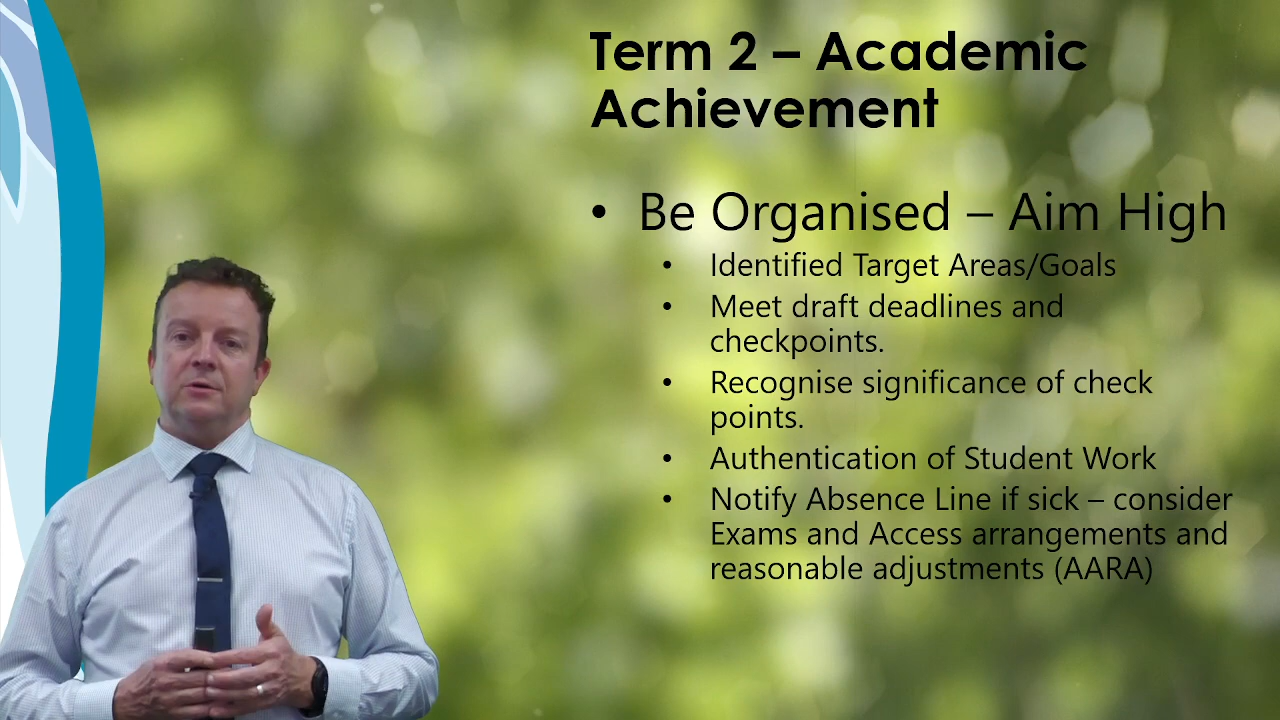 Term 2 – Academic
Achievement
• Be Organised – Aim High
• Identified Target Areas/Goals
• Meet draft deadlines and
checkpoints.
• Recognise significance of check
points.
• Authentication of Student Work
• Notify Absence Line if sick – consider
Exams and Access arrangements and
reasonable adjustments (AARA)